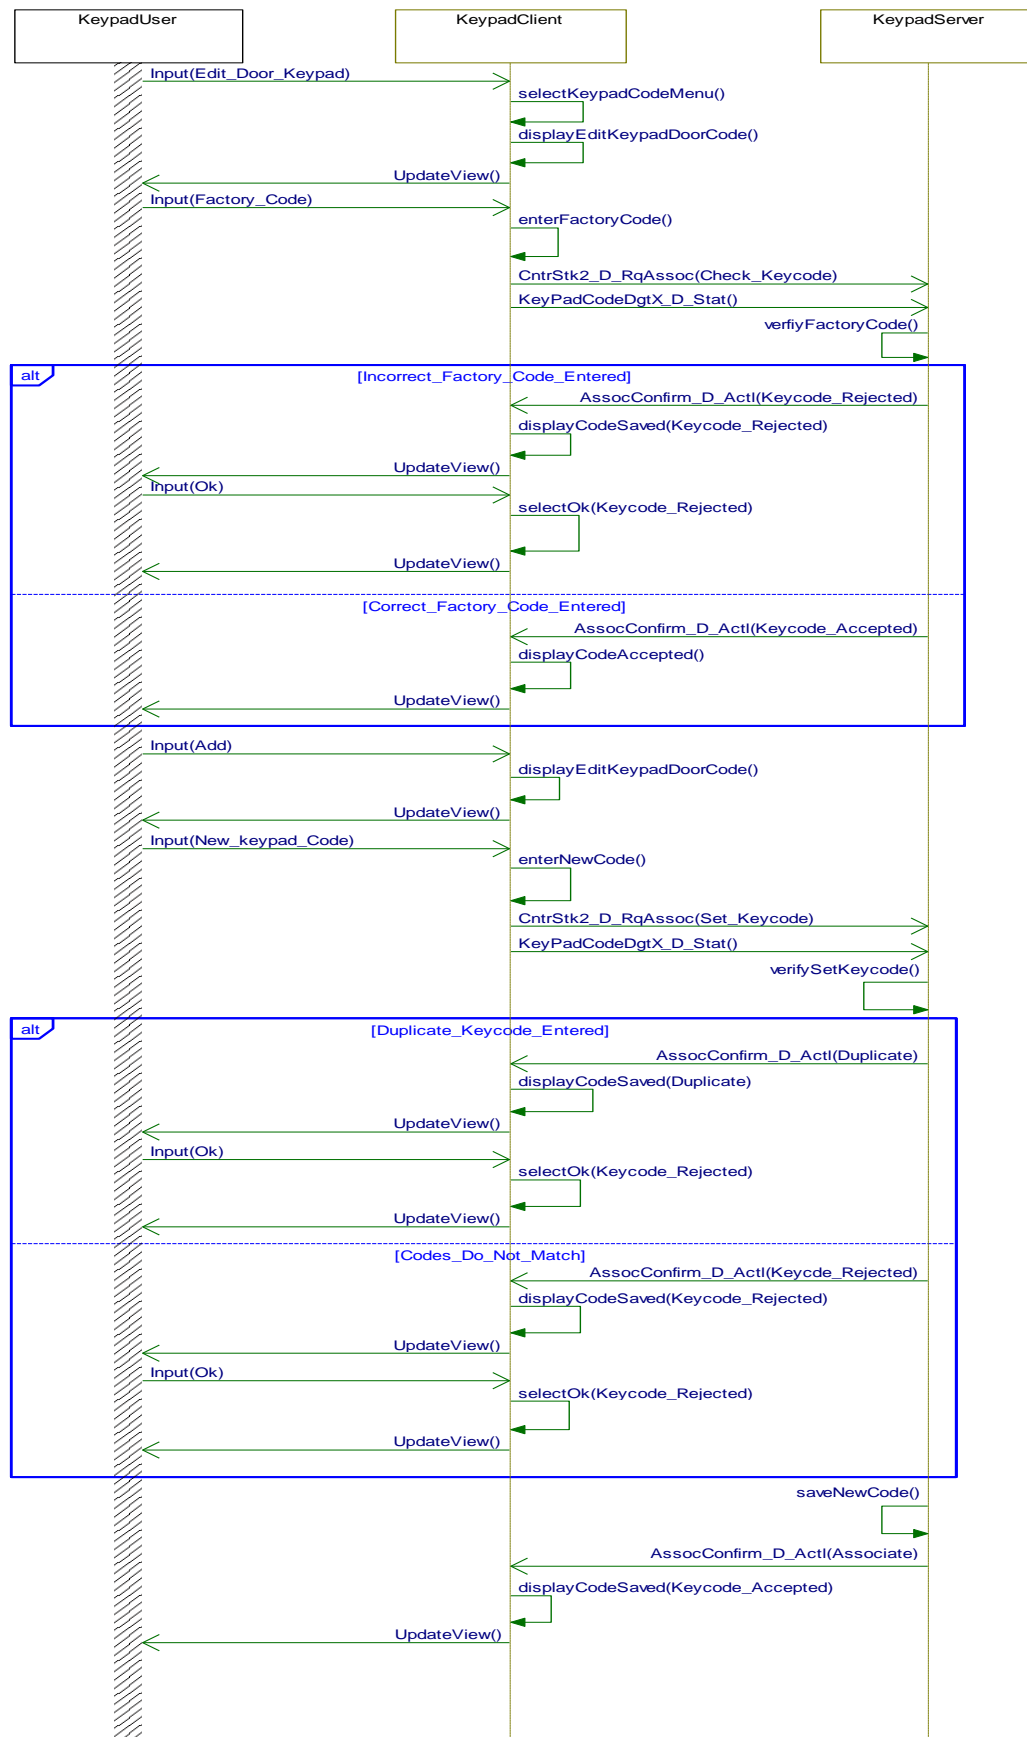 KeypadUser
KeypadClient
KeypadServer
Input(Edit_Door_Keypad)
selectKeypadCodeMenu()
displayEditKeypadDoorCode()
UpdateView()
Input(Factory_Code)
enterFactoryCode()
CntrStk2_D_RqAssoc(Check_Keycode)
KeyPadCodeDgtX_D_Stat()
verfiyFactoryCode()
alt
[Incorrect_Factory_Code_Entered]
AssocConfirm_D_Actl(Keycode_Rejected)
displayCodeSaved(Keycode_Rejected)
UpdateView()
Input(Ok)
selectOk(Keycode_Rejected)
UpdateView()
[Correct_Factory_Code_Entered]
AssocConfirm_D_Actl(Keycode_Accepted)
displayCodeAccepted()
UpdateView()
Input(Add)
displayEditKeypadDoorCode()
UpdateView()
Input(New_keypad_Code)
enterNewCode()
CntrStk2_D_RqAssoc(Set_Keycode)
KeyPadCodeDgtX_D_Stat()
verifySetKeycode()
alt
[Duplicate_Keycode_Entered]
AssocConfirm_D_Actl(Duplicate)
displayCodeSaved(Duplicate)
UpdateView()
Input(Ok)
selectOk(Keycode_Rejected)
UpdateView()
[Codes_Do_Not_Match]
AssocConfirm_D_Actl(Keycde_Rejected)
displayCodeSaved(Keycode_Rejected)
UpdateView()
Input(Ok)
selectOk(Keycode_Rejected)
UpdateView()
saveNewCode()
AssocConfirm_D_Actl(Associate)
displayCodeSaved(Keycode_Accepted)
UpdateView()